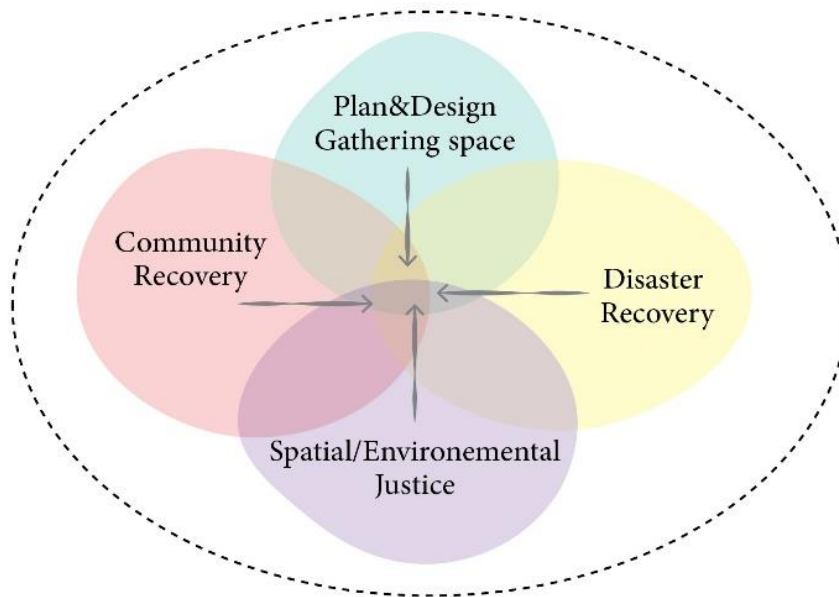 Plan&Design
Gathering space
Community
Recovery
Disaster
Recovery
Spatial/Environemental
Justice